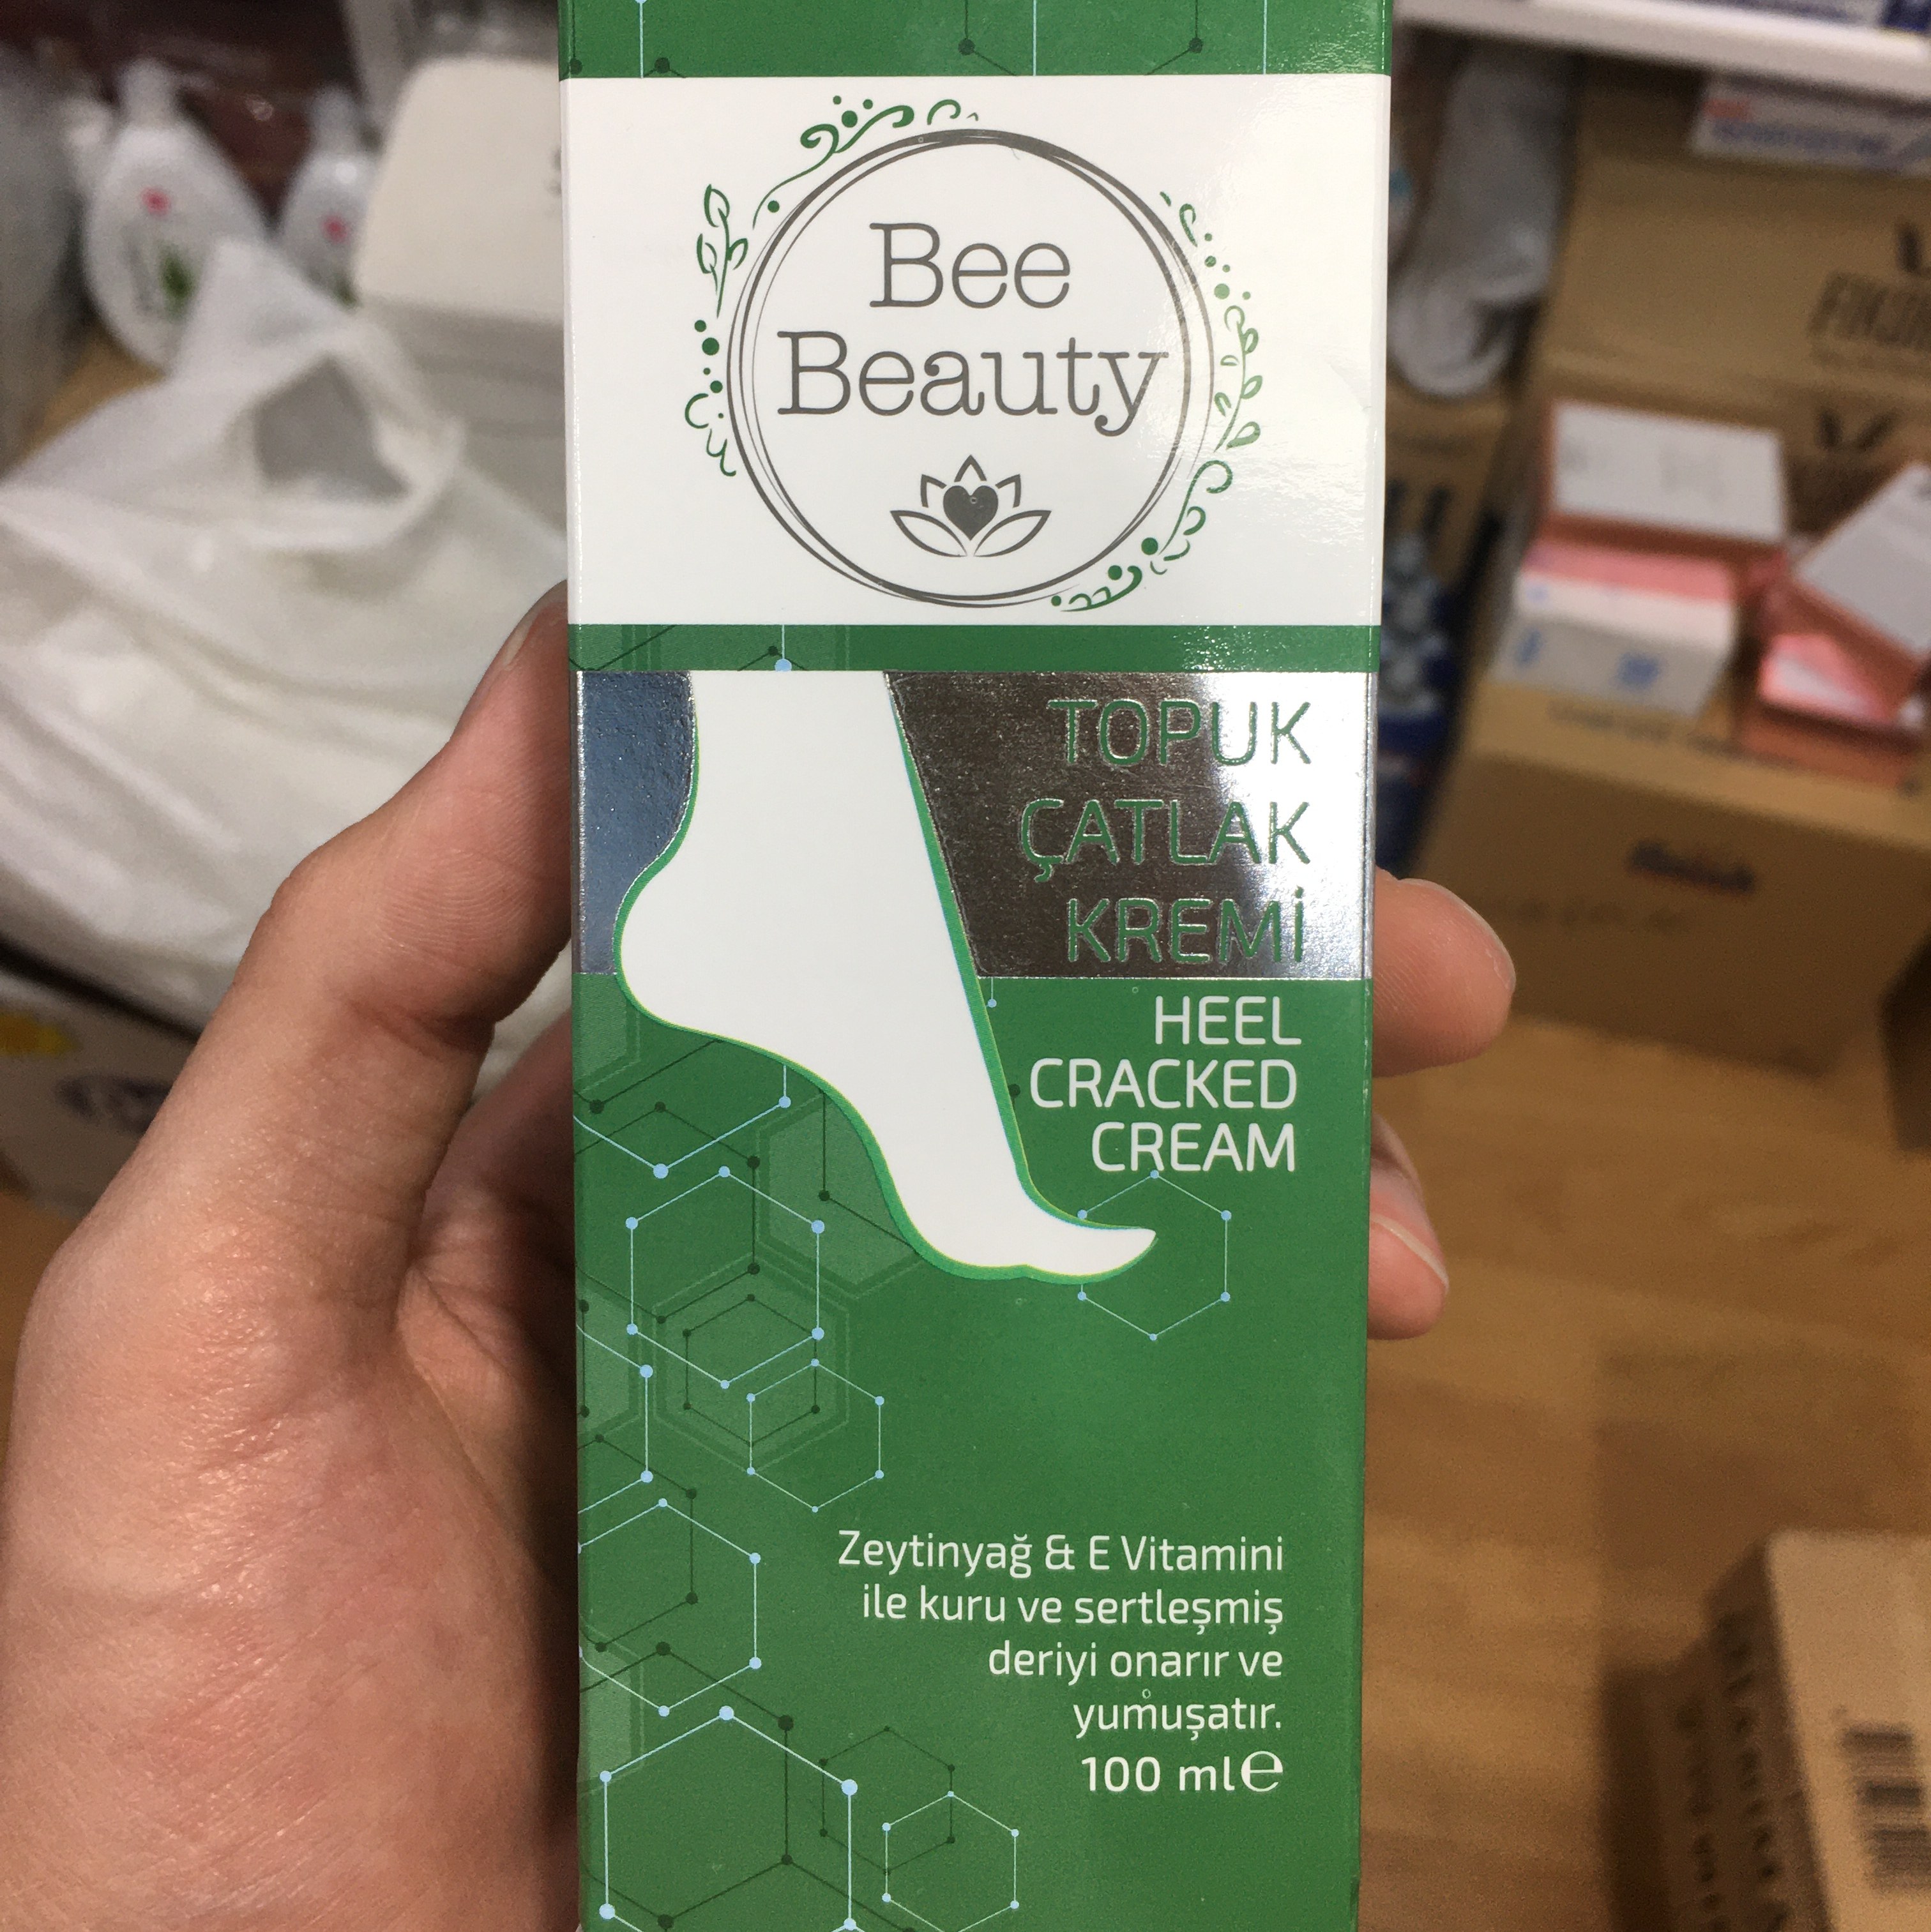 Bee
Beauty
TOPUK
ÇATLAK
KREMİ
HEEL
CRACKED
CREAM
Zeytinyağ & E Vitamini
ile kuru ve sertleşmiş
deriyi onarır ve
yumuşatır.
100 ml℮